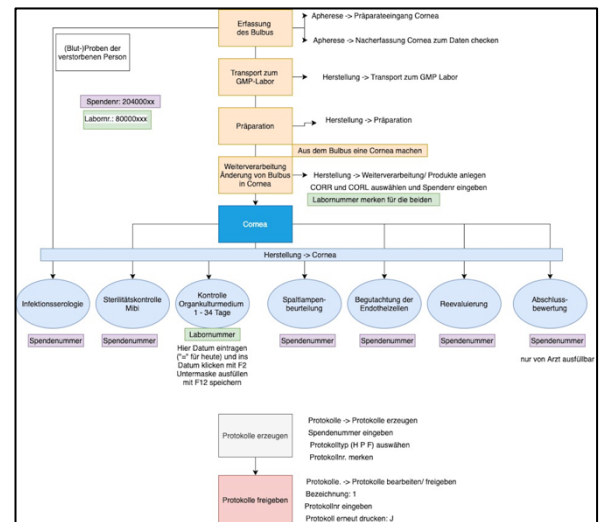 Erfassung
des Bulbus
Apherese -> Präparateeingang Cornea
Apherese -> Nacherfassung Cornea zum Daten checken
(Blut-)Proben der
verstorbenen Person
Transport zum
GMP-Labor
Herstellung -> Transport zum GMP Labor
Spendenr: 204000xx
Labornr.: 80000xxx
Präparation
Herstellung -> Präparation
Aus dem Bulbus eine Cornea machen
Weiterverarbeitung
Änderung von Bulbus
in Cornea
Herstellung -> Weiterverarbeitung/ Produkte anlegen
CORR und CORL auswählen und Spendenr eingeben
Labornummer merken für die beiden
Cornea
Herstellung -> Cornea
Infektionsserologie
Spendenummer
Sterilitätskontrolle
Mibi
Spendenummer
Kontrolle
Organkulturmedium
1 - 34 Tage
Labornummer
Hier Datum eintragen
("=" für heute) und ins
Datum klicken mit F2
Untermaske ausfüllen
mit F12 speichern
Spaltlampen-
beurteilung
Spendenummer
Begutachtung der
Endothelzellen
Spendenummer
Reevaluierung
Spendenummer
Abschluss-
bewertung
Spendenummer
nur von Arzt ausfüllbar
Protokolle erzeugen
Protokolle -> Protokolle erzeugen
Spendenummer eingeben
Protokolltyp (H P F) auswählen
Protokollnr. merken
Protokolle freigeben
Protokolle. -> Protokolle bearbeiten/ freigeben
Bezeichnung: 1
Protokollnr eingeben
Protokoll erneut drucken: J